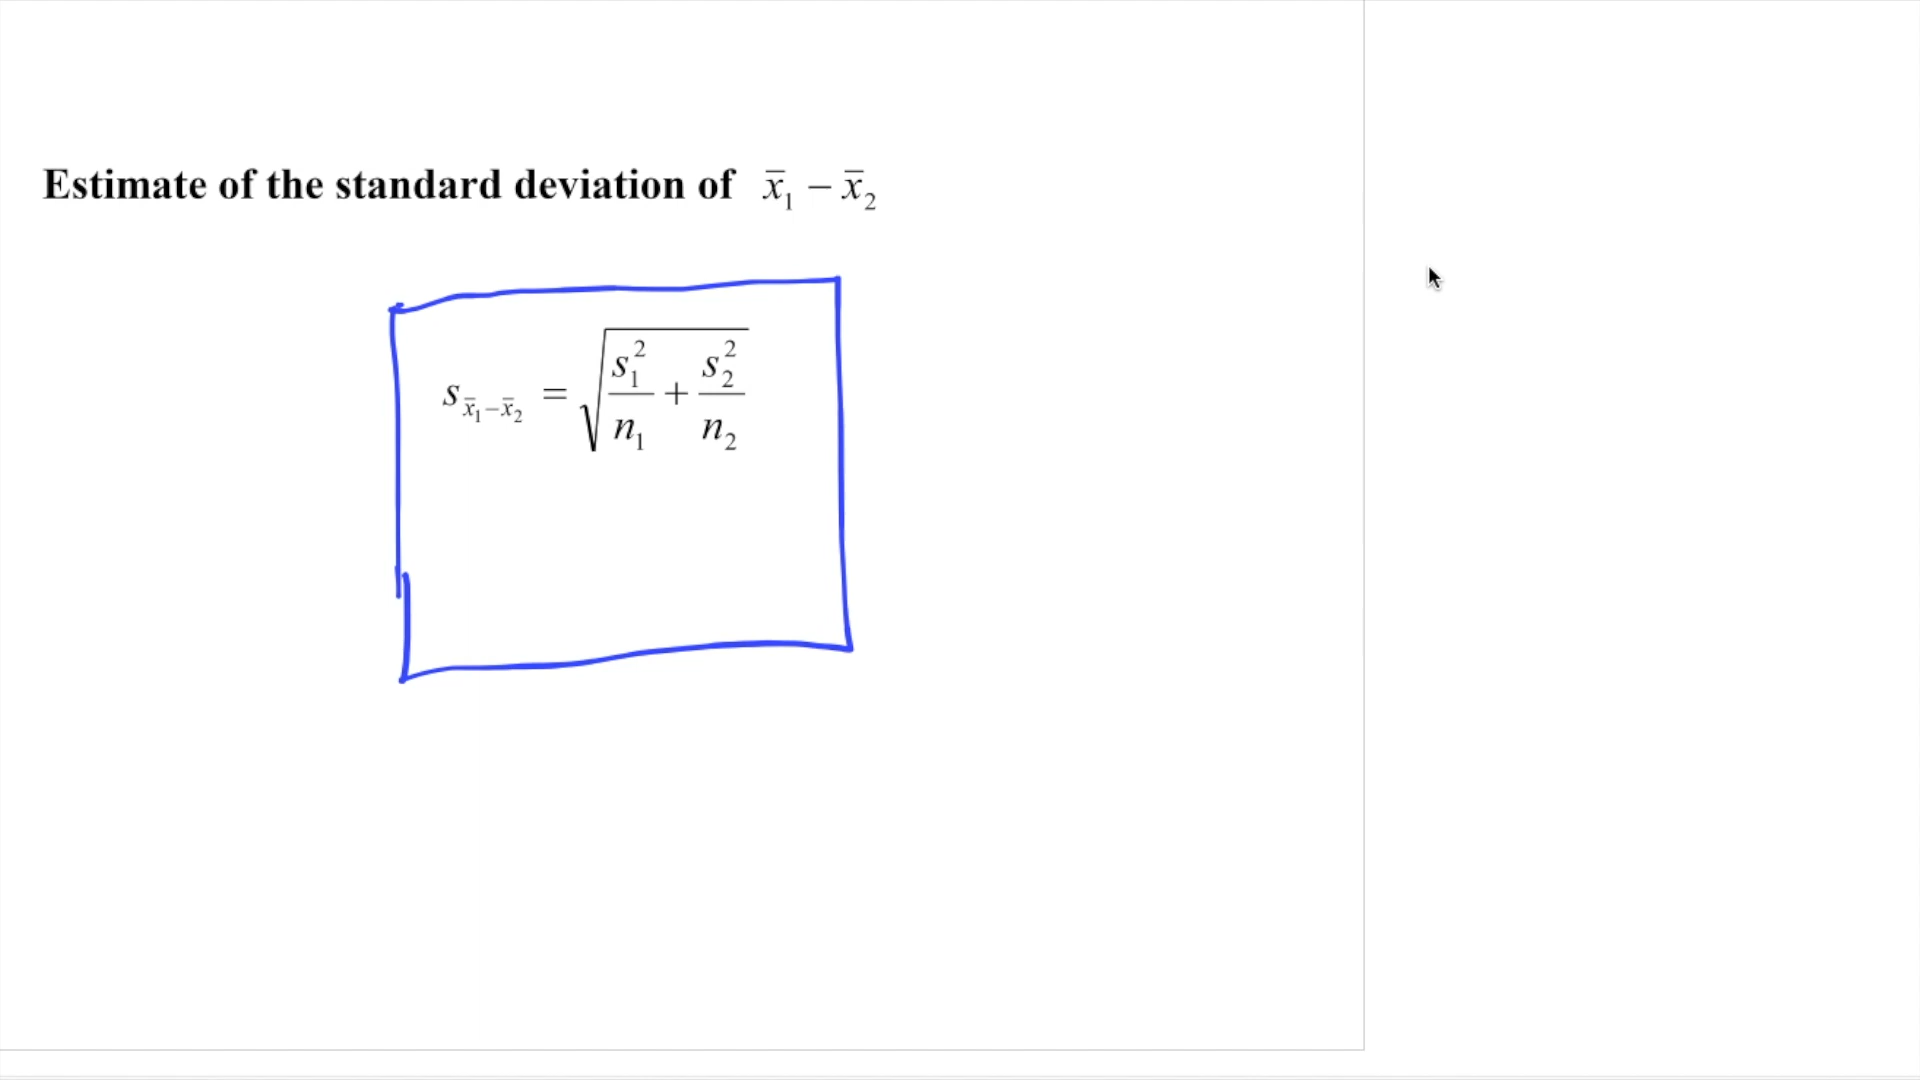 Estimate of the standard deviation of x̄₁ − x̄₂
s_{x̄₁−x̄₂} = √(s₁²/n₁ + s₂²/n₂)